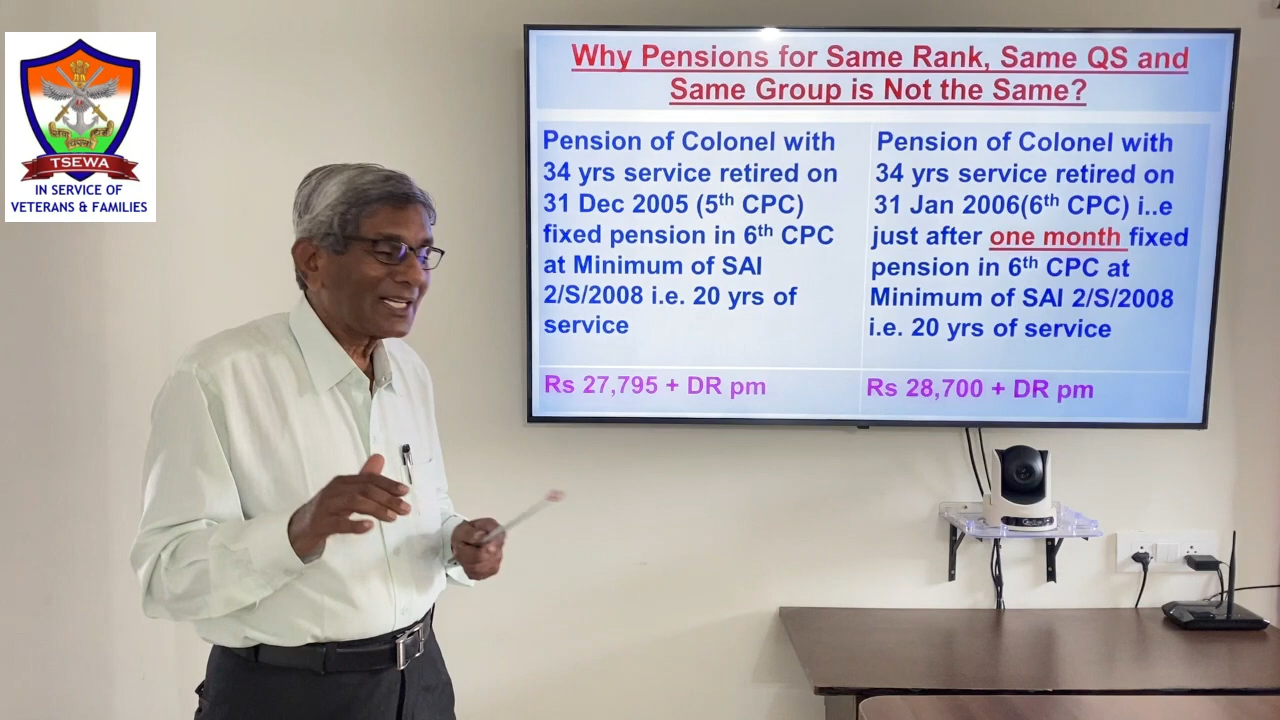 TSEWA
IN SERVICE OF
VETERANS & FAMILIES
Why Pensions for Same Rank, Same QS and
Same Group is Not the Same?
Pension of Colonel with
34 yrs service retired on
31 Dec 2005 (5th CPC)
fixed pension in 6th CPC
at Minimum of SAI
2/S/2008 i.e. 20 yrs of
service
Pension of Colonel with
34 yrs service retired on
31 Jan 2006(6th CPC) i..e
just after one month fixed
pension in 6th CPC at
Minimum of SAI 2/S/2008
i.e. 20 yrs of service
Rs 27,795 + DR pm
Rs 28,700 + DR pm